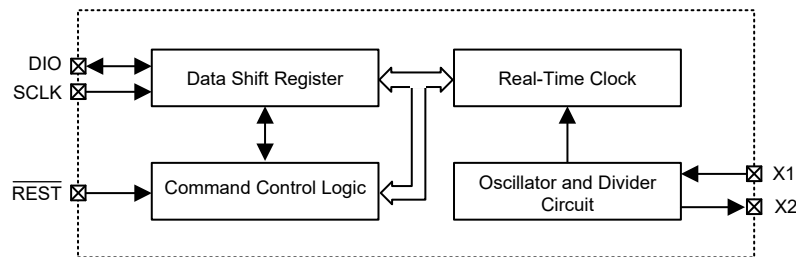 DIO
SCLK
Data Shift Register
Real-Time Clock
REST
Command Control Logic
Oscillator and Divider
Circuit
X1
X2